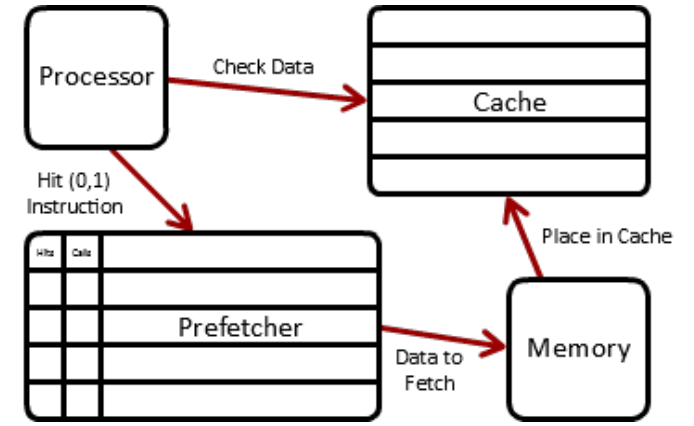 Processor
Check Data
Cache
Hit (0,1)
Instruction
Place in Cache
Hits
Calls
Prefetcher
Memory
Data to
Fetch